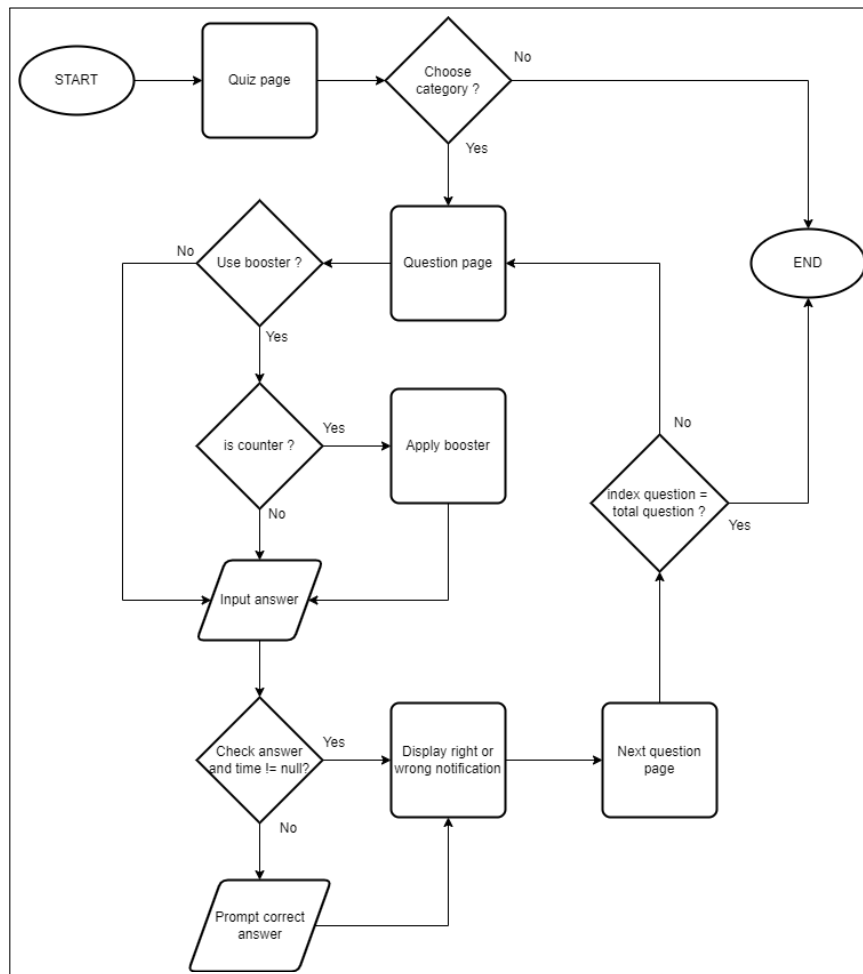 START
Quiz page
Choose
category ?
No
Yes
No
Use booster ?
Question page
END
Yes
is counter ?
Yes
Apply booster
No
No
index question =
total question ?
Yes
Input answer
Check answer
and time != null?
Yes
Display right or
wrong notification
Next question
page
No
Prompt correct
answer